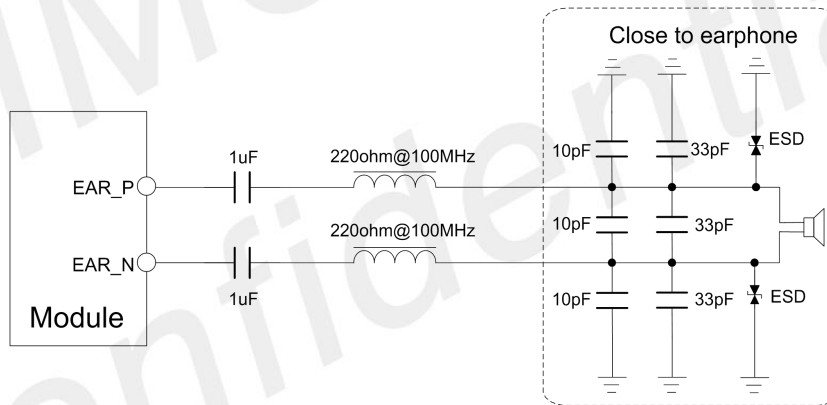 Close to earphone
10pF
33pF
ESD
1uF
220ohm@100MHz
EAR_P
220ohm@100MHz
10pF
33pF
EAR_N
1uF
10pF
33pF
ESD
Module
onfidential